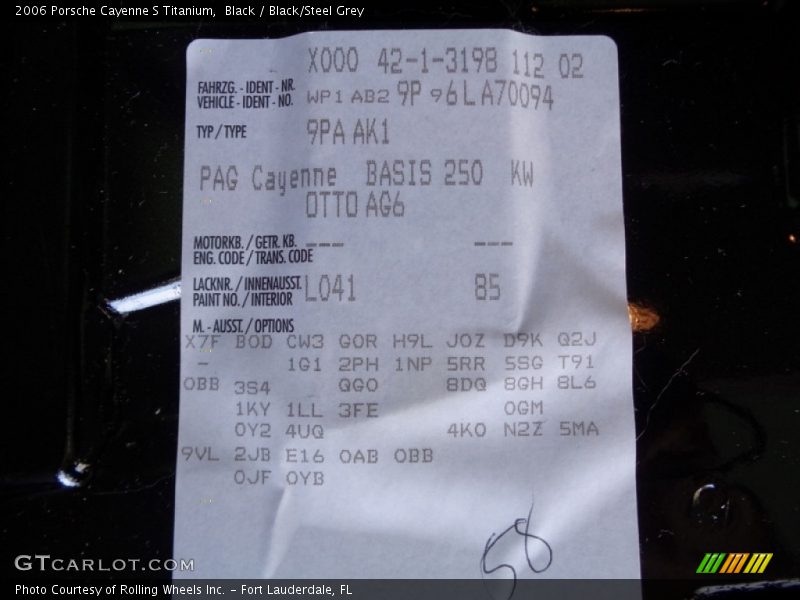 2006 Porsche Cayenne S Titanium, Black / Black/Steel Grey
X000 42-1-3198 112 02
FAHRZG. - IDENT - NR.
VEHICLE - IDENT - NO. WP1 AB2 9P 96LA70094
TYP / TYPE 9PA AK1
PAG Cayenne BASIS 250 KW
OTTO AG6
MOTORKB. / GETR. KB. --- ---
ENG. CODE / TRANS. CODE
LACKNR. / INNENAUSST. L041 85
PAINT NO. / INTERIOR
M. - AUSST. / OPTIONS
X7F B0D CW3 G0R H9L J0Z D9K Q2J
- 1G1 2PH 1NP 5RR 5SG T91
0BB 3S4 QG0 8DQ 8GH 8L6
1KY 1LL 3FE 0GM
0Y2 4UQ 4K0 N2Z 5MA
9VL 2JB E16 0AB 0BB
0JF 0YB
58
GTCARLOT.COM
Photo Courtesy of Rolling Wheels Inc. - Fort Lauderdale, FL